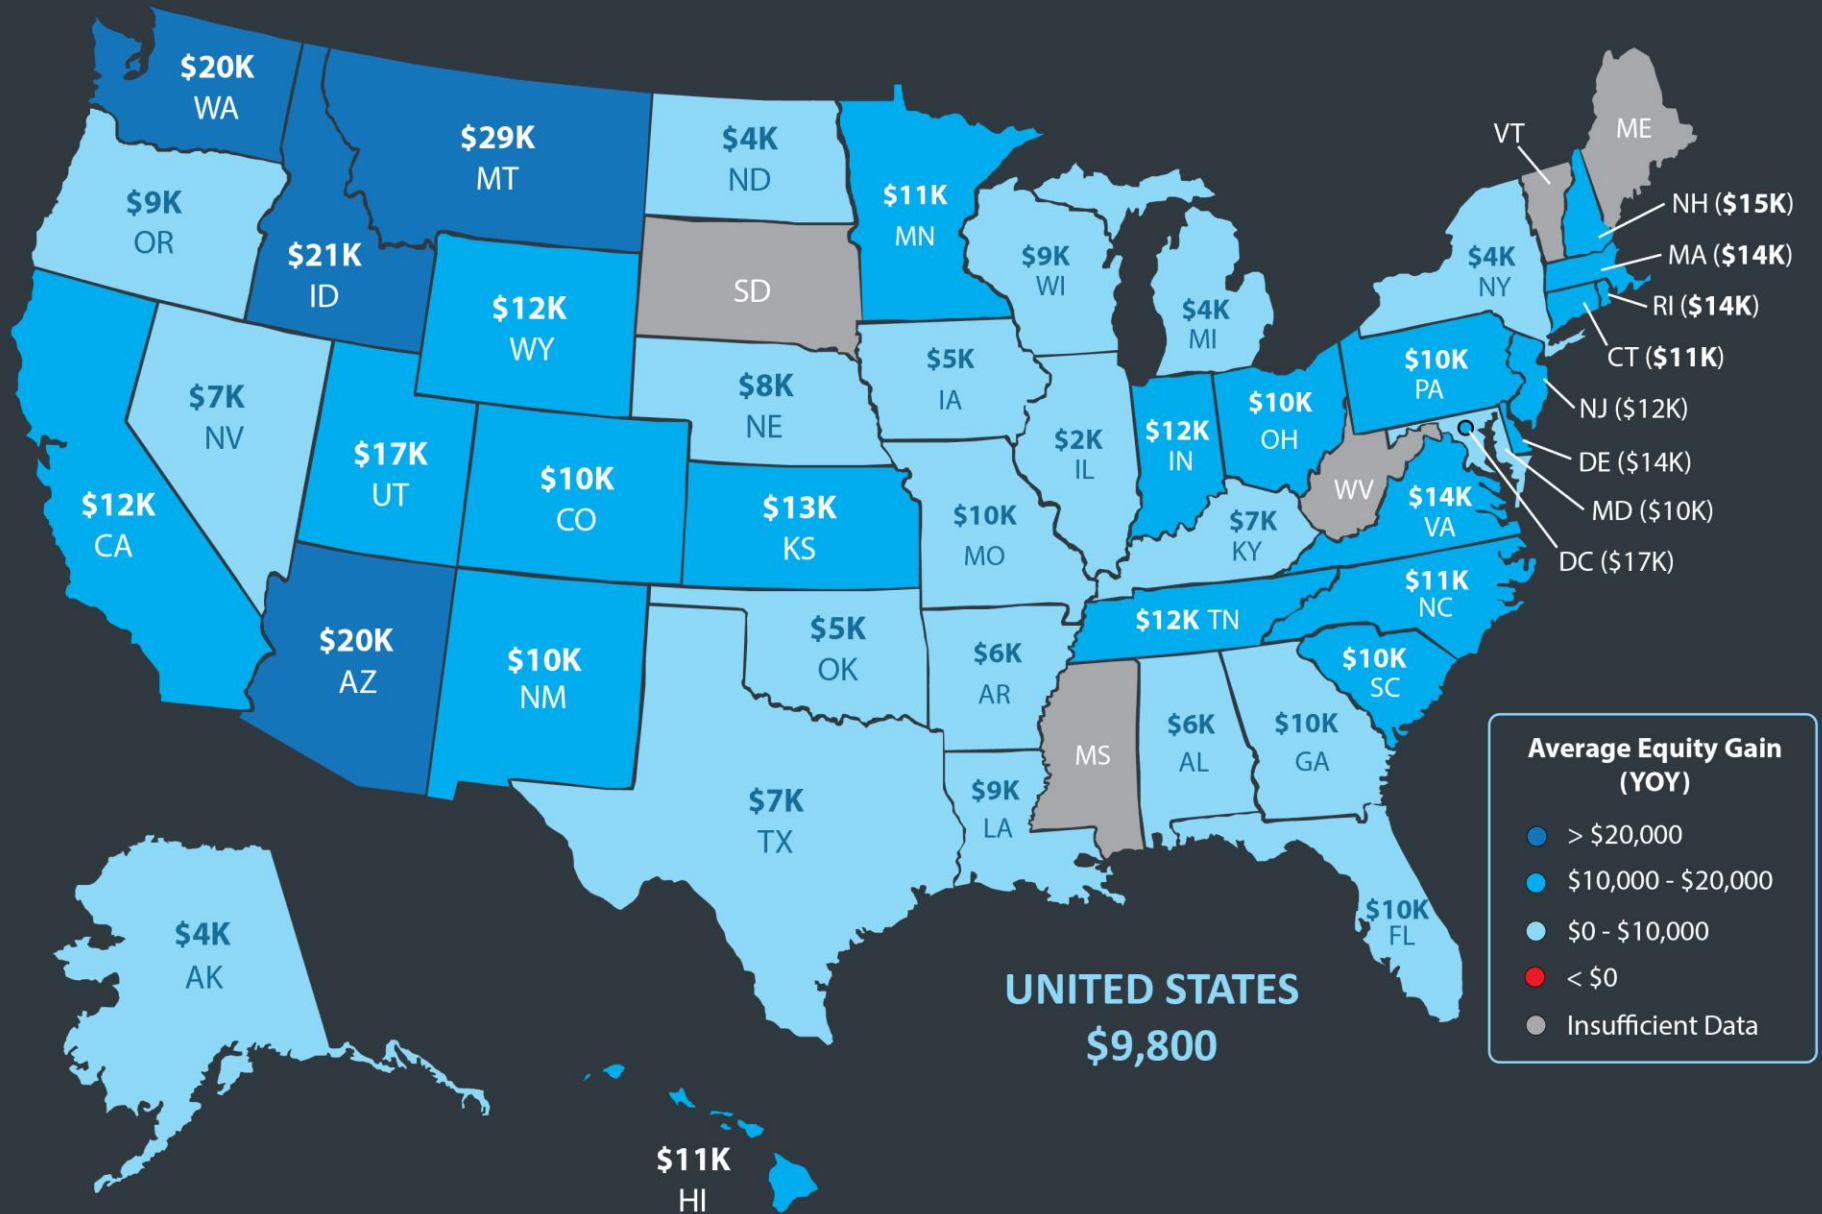 $20K
WA
$29K
MT
$4K
ND
$11K
MN
$9K
OR
$21K
ID
$12K
WY
SD
$9K
WI
$4K
MI
$4K
NY
VT
ME
NH ($15K)
MA ($14K)
RI ($14K)
CT ($11K)
NJ ($12K)
DE ($14K)
MD ($10K)
DC ($17K)
$12K
CA
$7K
NV
$17K
UT
$10K
CO
$8K
NE
$13K
KS
$5K
IA
$10K
MO
$2K
IL
$12K
IN
$10K
OH
$10K
PA
WV
$14K
VA
$7K
KY
$11K
NC
$12K TN
$10K
SC
$20K
AZ
$10K
NM
$5K
OK
$6K
AR
$7K
TX
$9K
LA
MS
$6K
AL
$10K
GA
$10K
FL
$4K
AK
$11K
HI
UNITED STATES
$9,800
Average Equity Gain
(YOY)
> $20,000
$10,000 - $20,000
$0 - $10,000
< $0
Insufficient Data